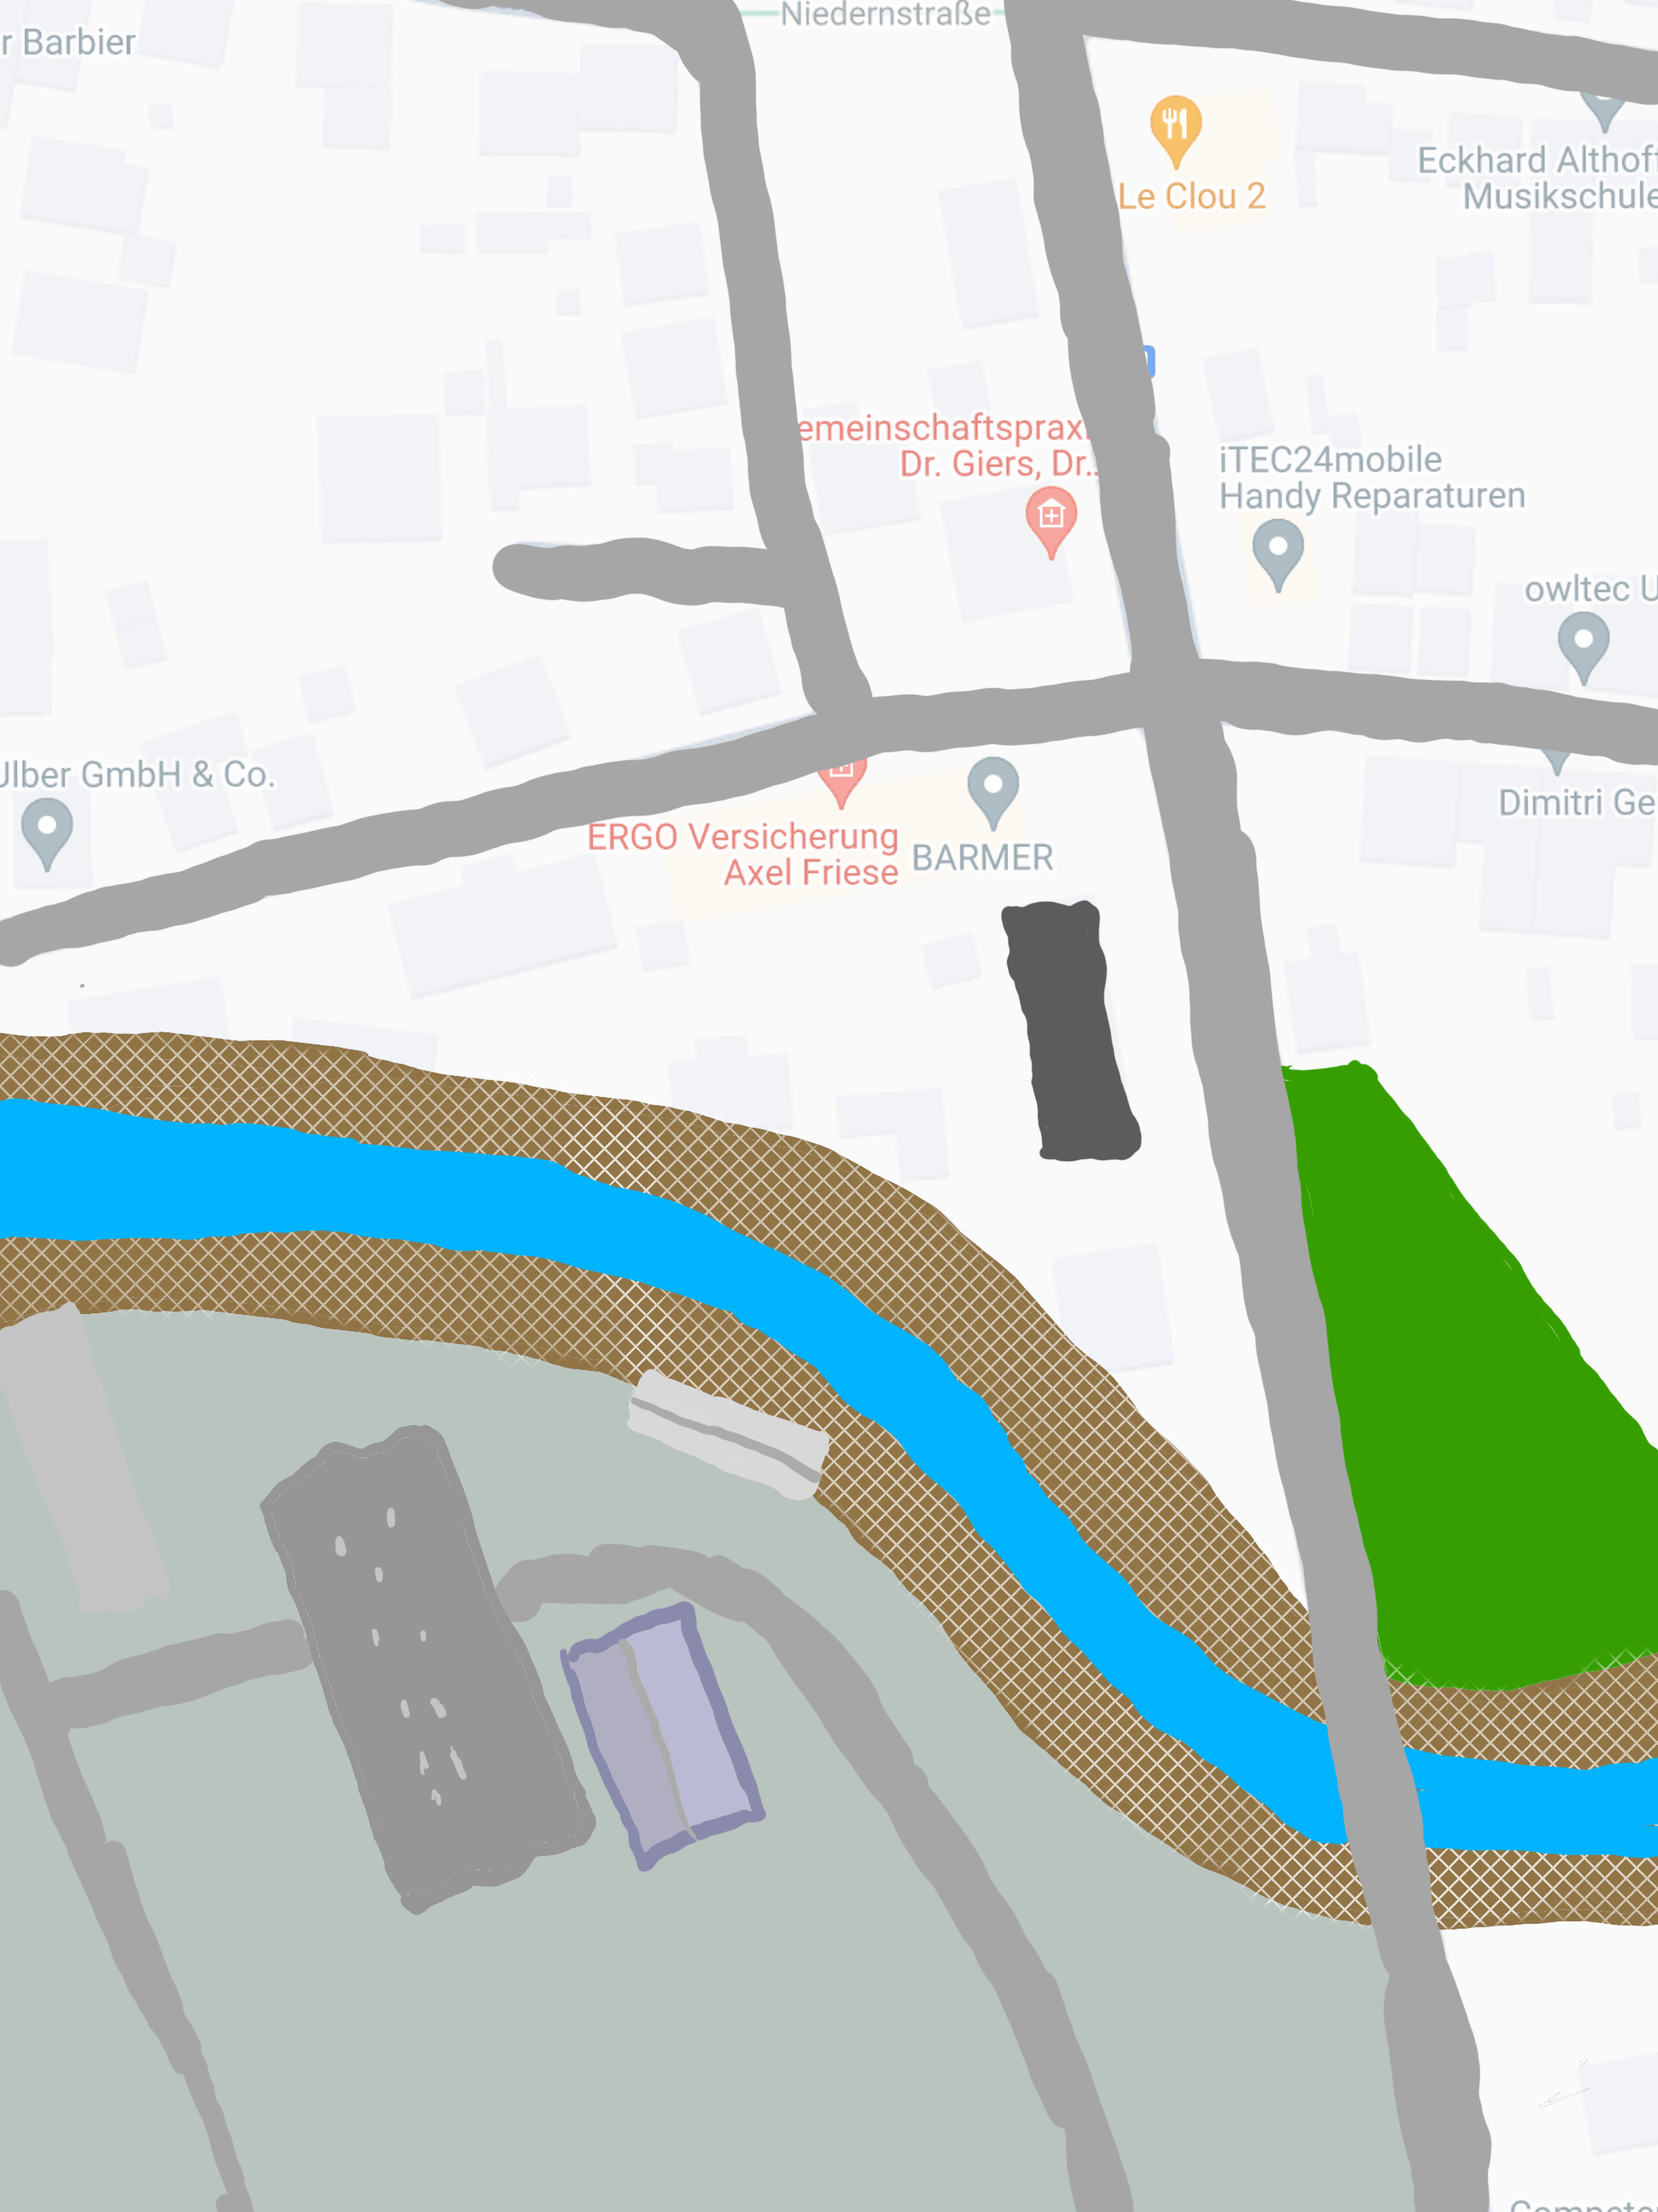 Niedernstraße
r Barbier
Eckhard Althoff
Musikschule
Le Clou 2
emeinschaftsprax
Dr. Giers, Dr..
iTEC24mobile
Handy Reparaturen
owltec U
Ulber GmbH & Co.
Dimitri Ge
ERGO Versicherung
Axel Friese
BARMER